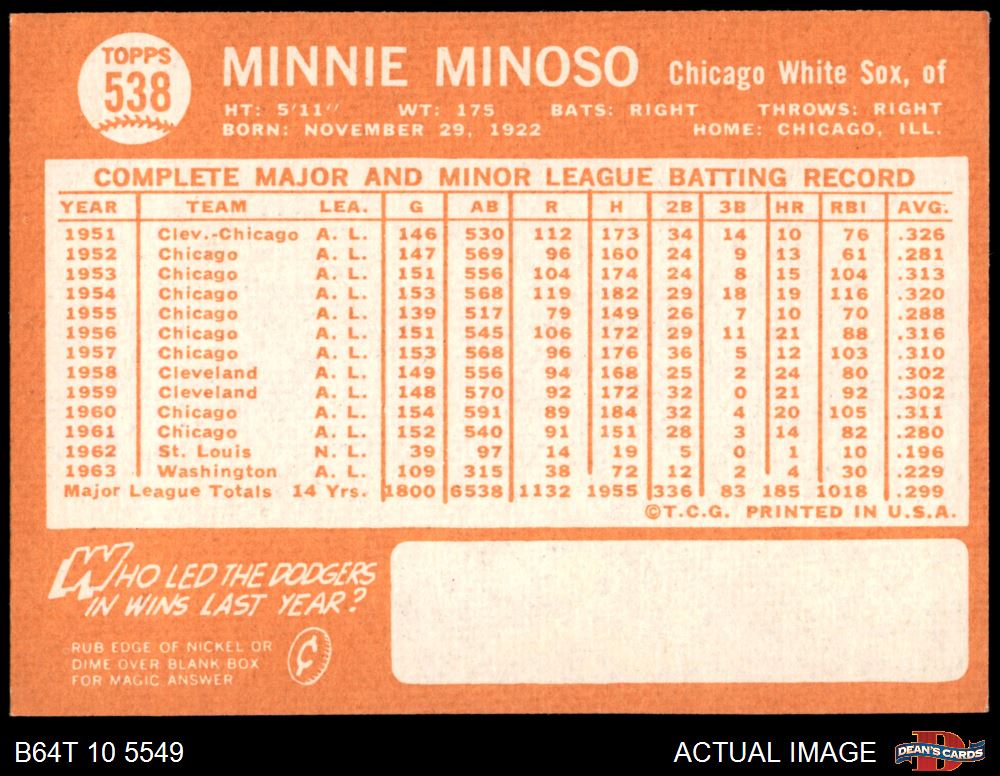 TOPPS
538
MINNIE MINOSO Chicago White Sox, of
HT: 5'11" WT: 175 BATS: RIGHT THROWS: RIGHT
BORN: NOVEMBER 29, 1922 HOME: CHICAGO, ILL.
COMPLETE MAJOR AND MINOR LEAGUE BATTING RECORD
YEAR TEAM LEA. G AB R H 2B 3B HR RBI AVG.
1951 Clev.-Chicago A. L. 146 530 112 173 34 14 10 76 .326
1952 Chicago A. L. 147 569 96 160 24 9 13 61 .281
1953 Chicago A. L. 151 556 104 174 24 8 15 104 .313
1954 Chicago A. L. 153 568 119 182 29 18 19 116 .320
1955 Chicago A. L. 139 517 79 149 26 7 10 70 .288
1956 Chicago A. L. 151 545 106 172 29 11 21 88 .316
1957 Chicago A. L. 153 568 96 176 36 5 12 103 .310
1958 Cleveland A. L. 149 556 94 168 25 2 24 80 .302
1959 Cleveland A. L. 148 570 92 172 32 0 21 92 .302
1960 Chicago A. L. 154 591 89 184 32 4 20 105 .311
1961 Chicago A. L. 152 540 91 151 28 3 14 82 .280
1962 St. Louis N. L. 39 97 14 19 5 0 1 10 .196
1963 Washington A. L. 109 315 38 72 12 2 4 30 .229
Major League Totals 14 Yrs. 1800 6538 1132 1955 336 83 185 1018 .299
©T.C.G. PRINTED IN U.S.A.
WHO LED THE DODGERS
IN WINS LAST YEAR?
RUB EDGE OF NICKEL OR
DIME OVER BLANK BOX
FOR MAGIC ANSWER
¢
B64T 10 5549 ACTUAL IMAGE DEAN'S CARDS